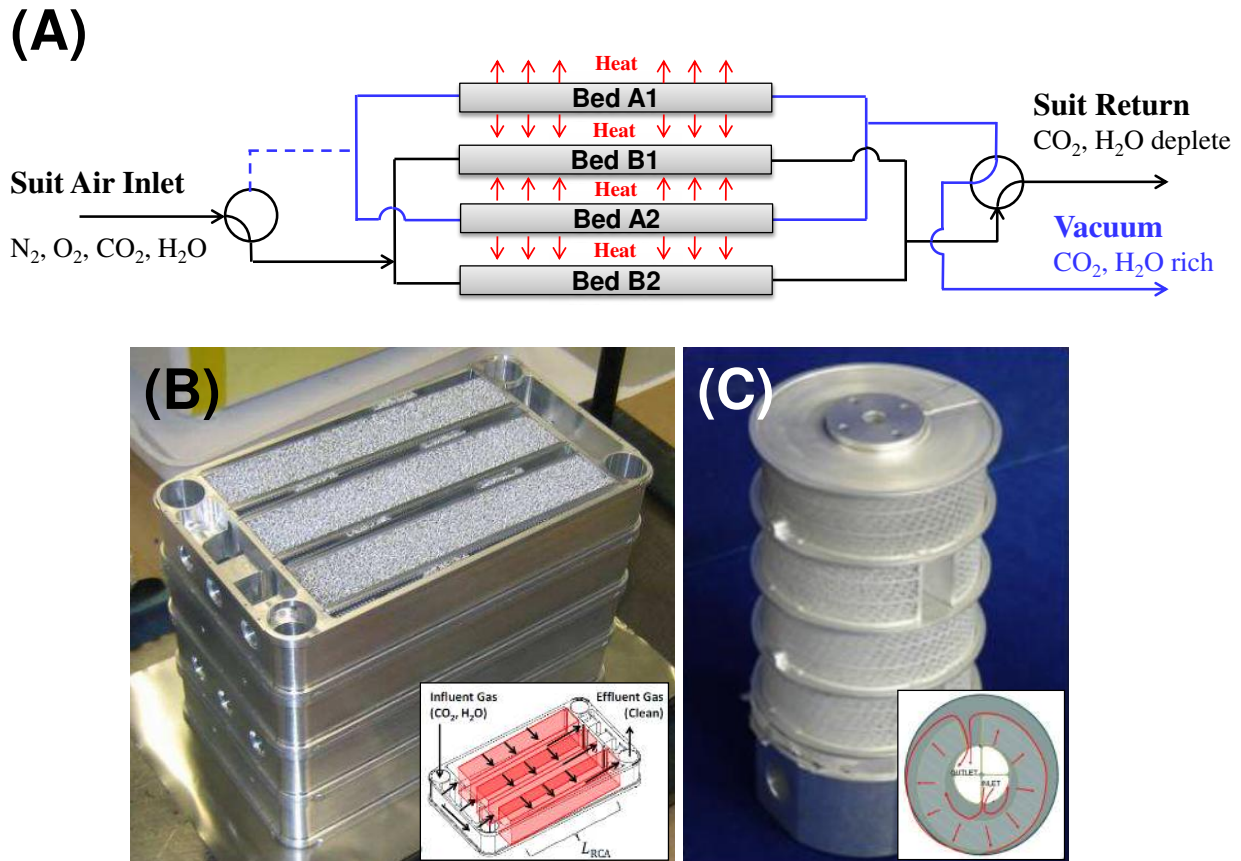 (A)
Heat
Bed A1
Heat
Bed B1
Heat
Bed A2
Heat
Bed B2
Suit Air Inlet
N₂, O₂, CO₂, H₂O
Suit Return
CO₂, H₂O deplete
Vacuum
CO₂, H₂O rich
(B)
Influent Gas
(CO₂, H₂O)
Effluent Gas
(Clean)
L_RCA
(C)
OUTLET
INLET